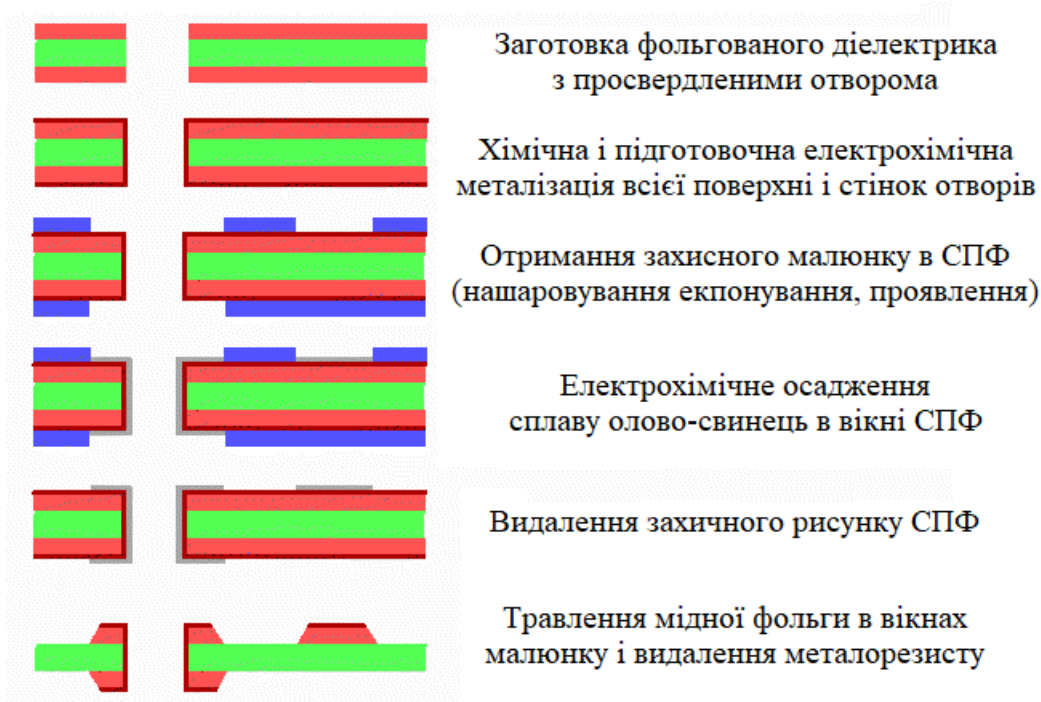 Заготовка фольгованого діелектрика
з просвердленими отворома
Хімічна і підготовочна електрохімічна
металізація всієї поверхні і стінок отворів
Отримання захисного малюнку в СПФ
(нашаровування екпонування, проявлення)
Електрохімічне осадження
сплаву олово-свинець в вікні СПФ
Видалення захичного рисунку СПФ
Травлення мідної фольги в вікнах
малюнку і видалення металорезисту